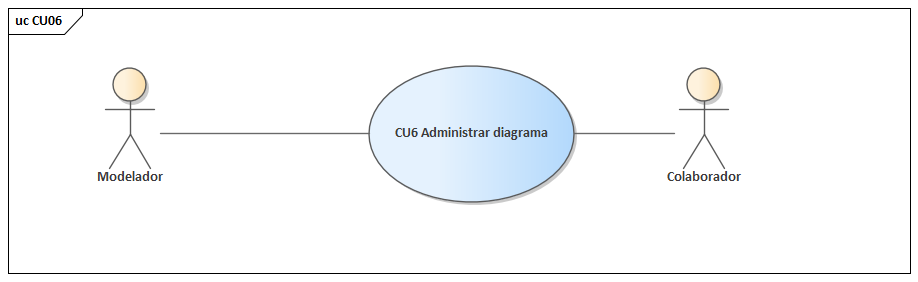 uc CU06
CU6 Administrar diagrama
Modelador
Colaborador